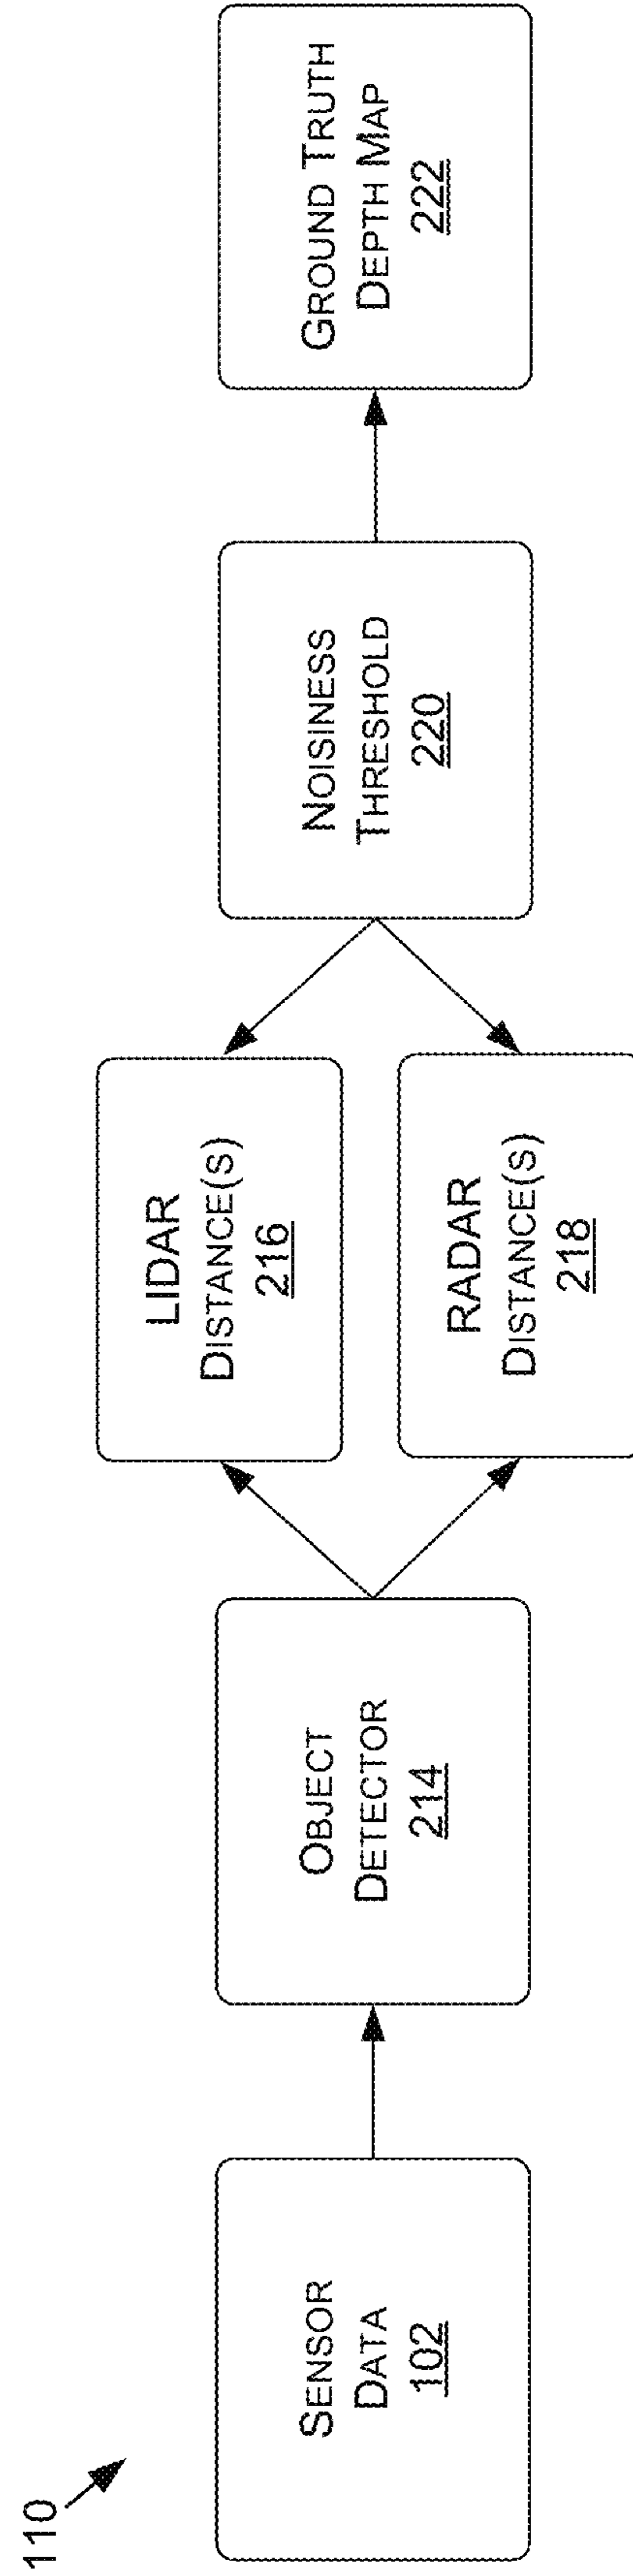 110
SENSOR
DATA
102
OBJECT
DETECTOR
214
LIDAR
DISTANCE(S)
216
RADAR
DISTANCE(S)
218
NOISINESS
THRESHOLD
220
GROUND TRUTH
DEPTH MAP
222